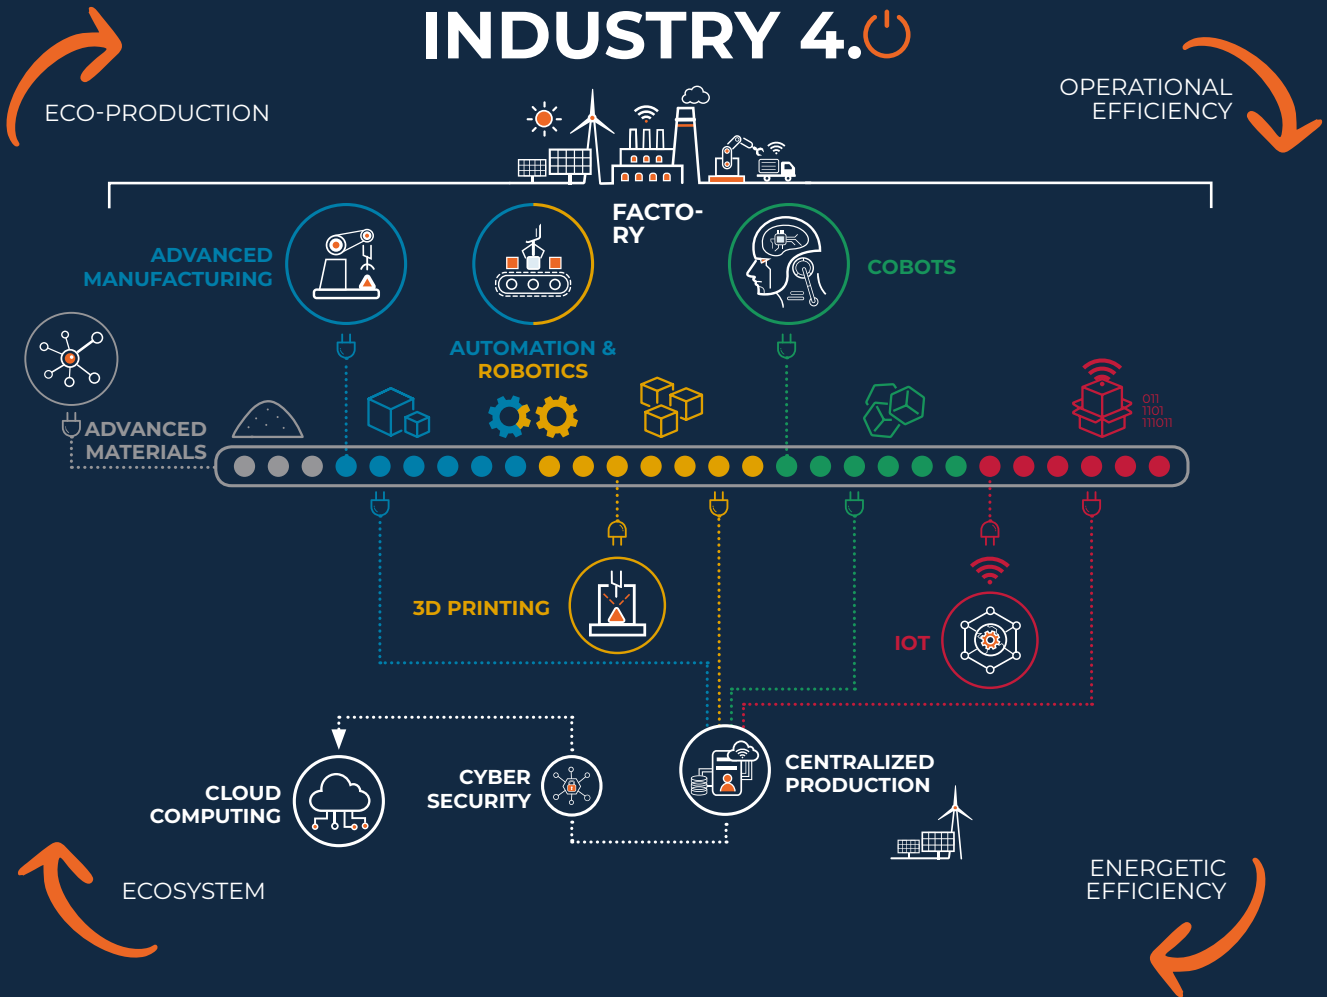 INDUSTRY 4.0
ECO-PRODUCTION
OPERATIONAL
EFFICIENCY
FACTO-
RY
ADVANCED
MANUFACTURING
COBOTS
AUTOMATION &
ROBOTICS
011
1101
111011
ADVANCED
MATERIALS
3D PRINTING
IOT
CENTRALIZED
PRODUCTION
CYBER
SECURITY
CLOUD
COMPUTING
ECOSYSTEM
ENERGETIC
EFFICIENCY